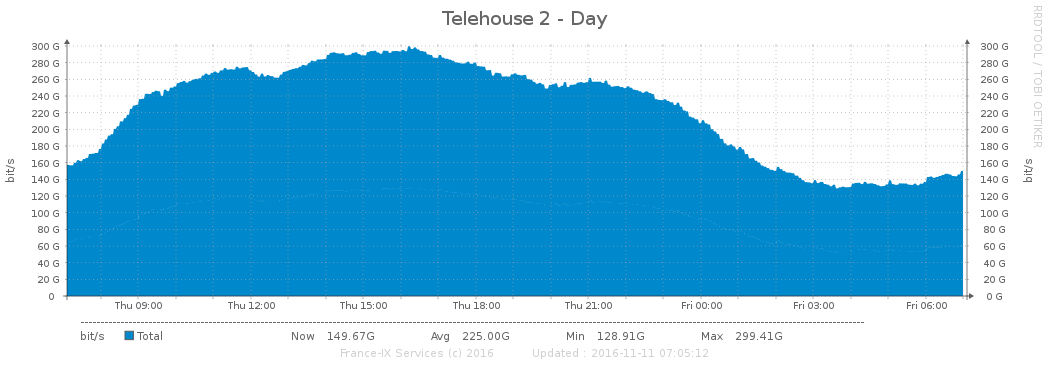 Telehouse 2 - Day
RRDTOOL / TOBI OETIKER
bit/s
300 G 300 G
280 G 280 G
260 G 260 G
240 G 240 G
220 G 220 G
200 G 200 G
180 G 180 G
160 G 160 G
140 G 140 G
120 G 120 G
100 G 100 G
80 G 80 G
60 G 60 G
40 G 40 G
20 G 20 G
0 0 G
bit/s
Thu 09:00 Thu 12:00 Thu 15:00 Thu 18:00 Thu 21:00 Fri 00:00 Fri 03:00 Fri 06:00
bit/s Total Now 149.67G Avg 225.00G Min 128.91G Max 299.41G
France-IX Services (c) 2016 Updated : 2016-11-11 07:05:12